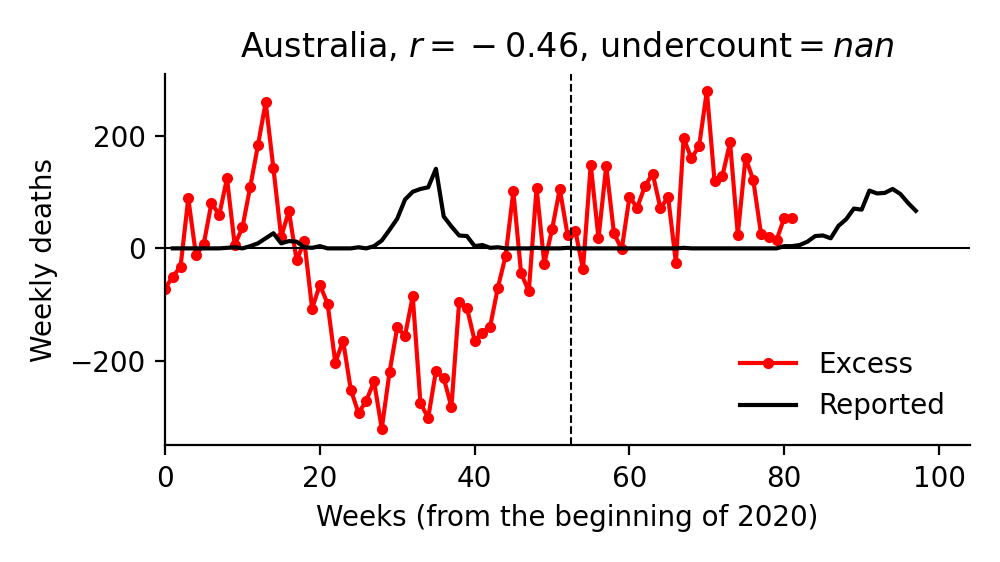 Australia, r = −0.46, undercount = nan
Weekly deaths
200
0
−200
0
20
40
60
80
100
Excess
Reported
Weeks (from the beginning of 2020)